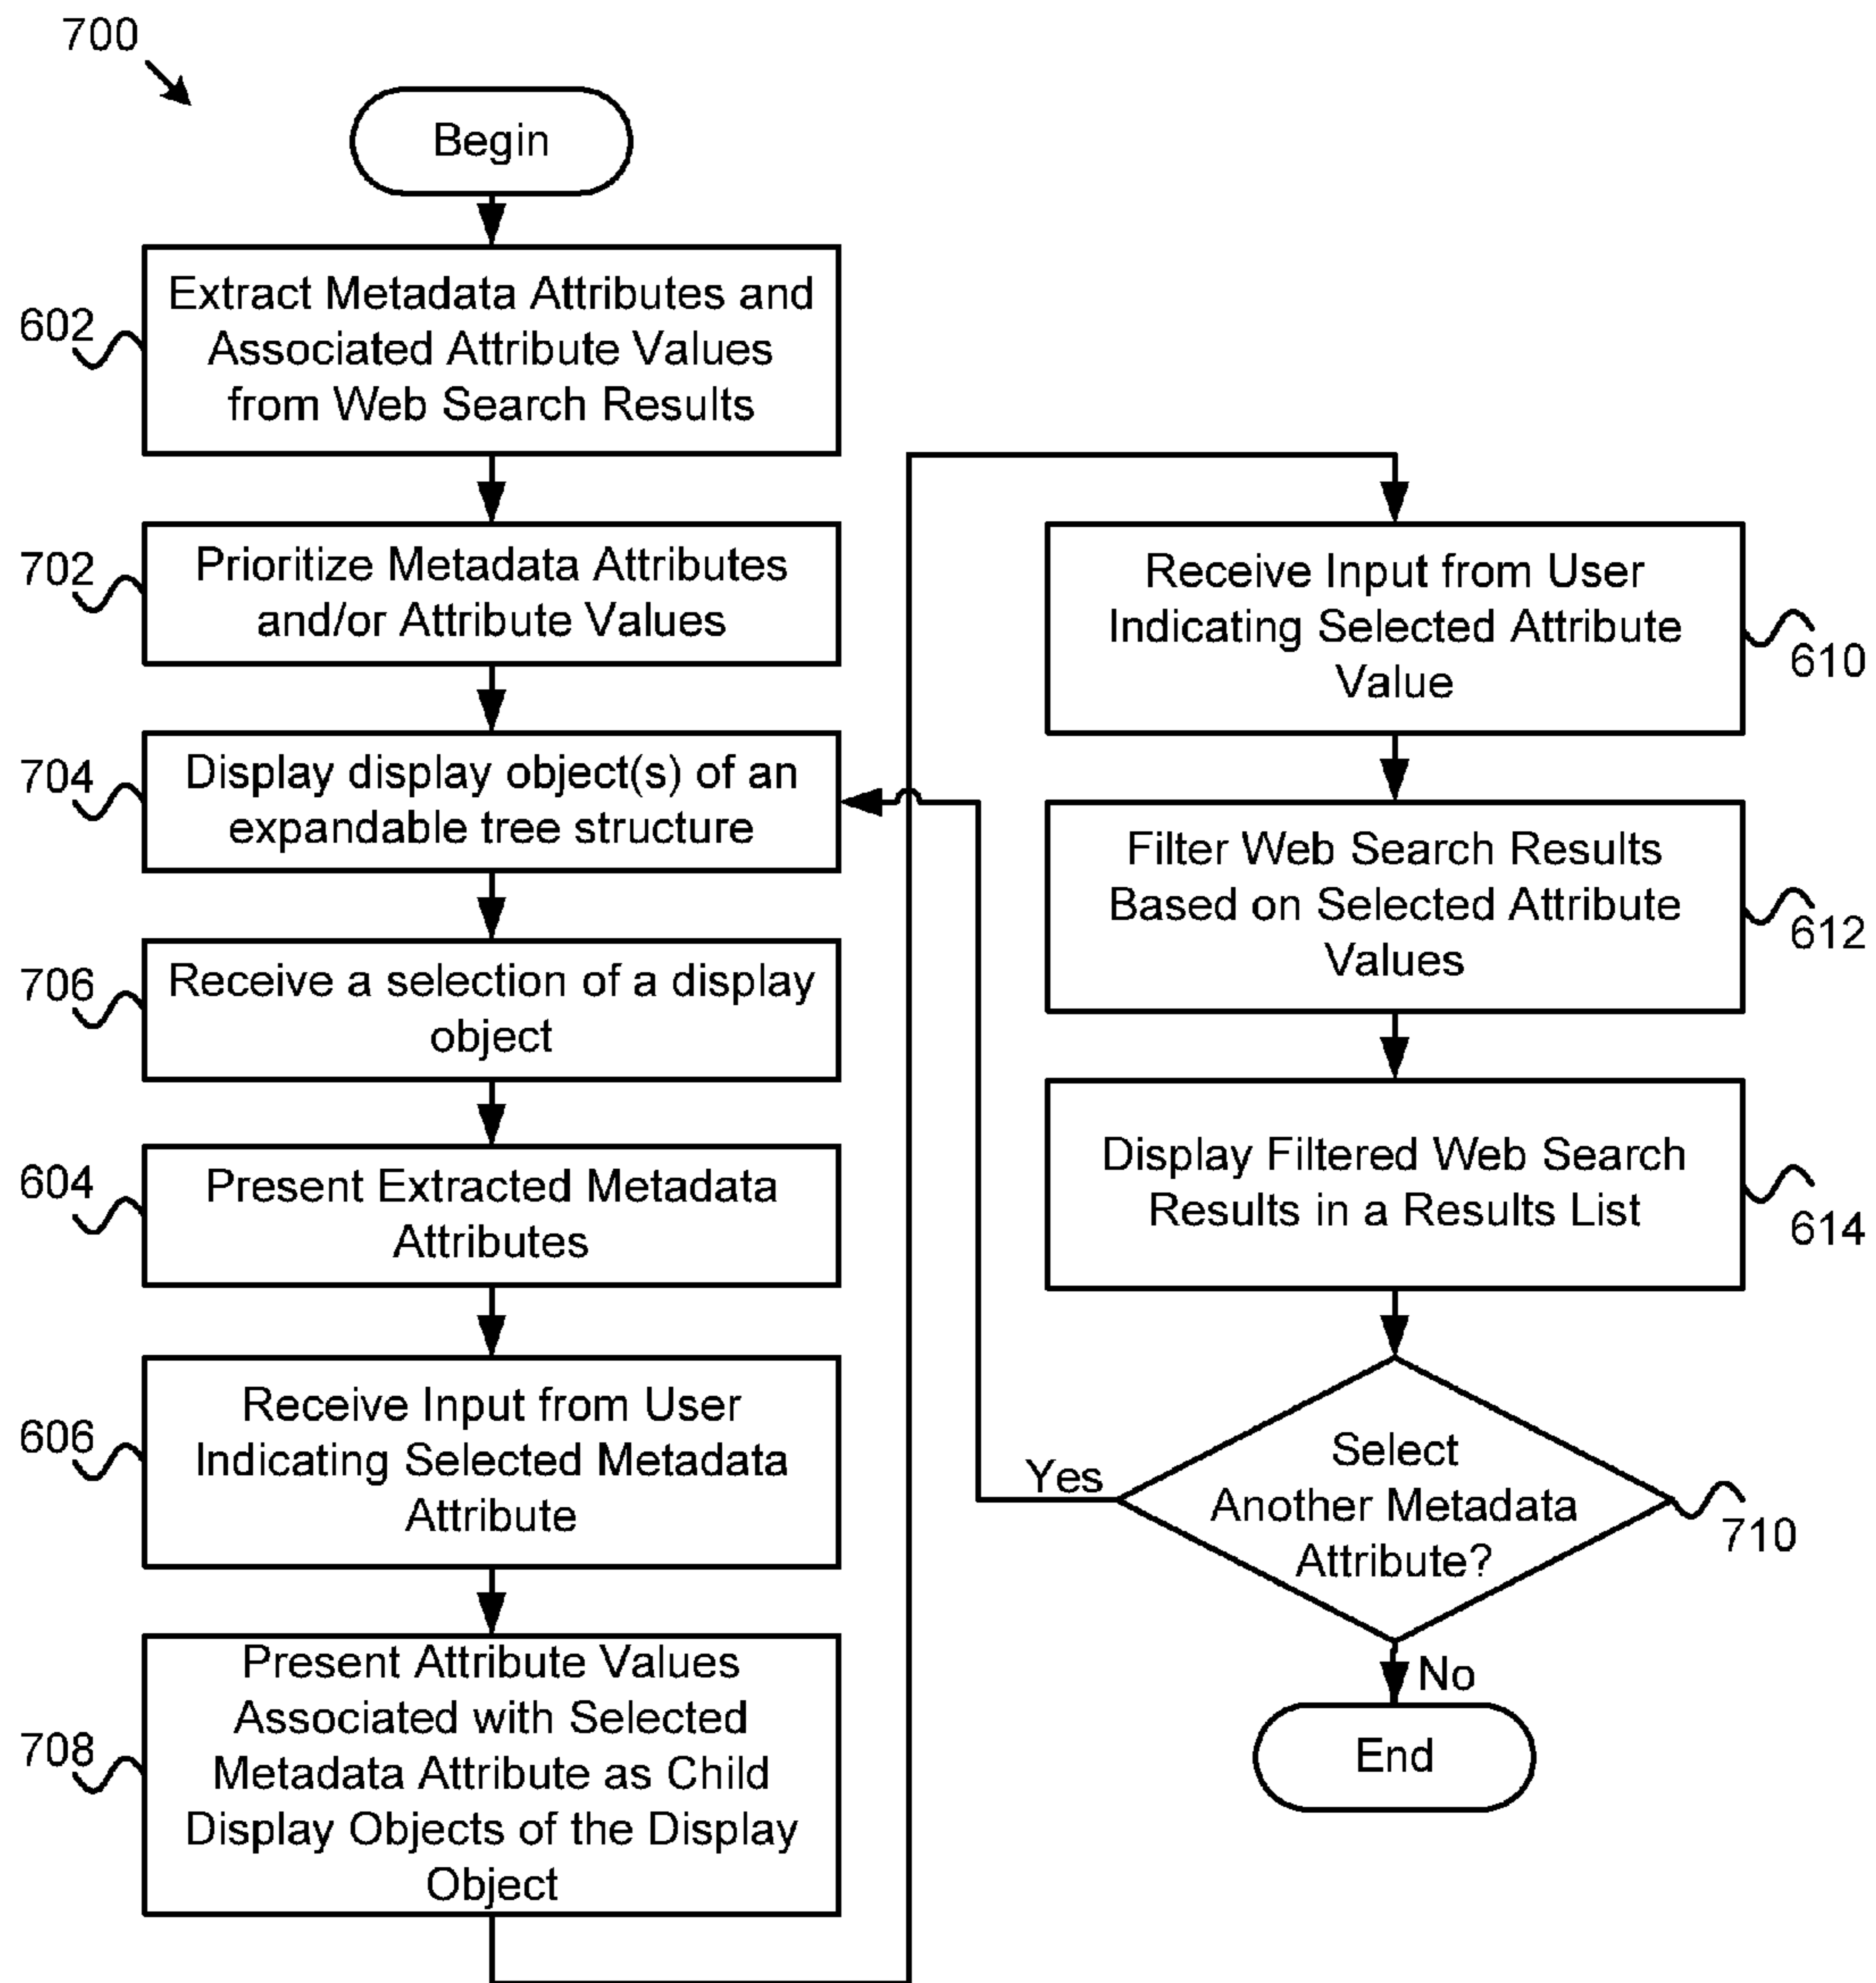 700
Begin
602
Extract Metadata Attributes and
Associated Attribute Values
from Web Search Results
702
Prioritize Metadata Attributes
and/or Attribute Values
704
Display display object(s) of an
expandable tree structure
706
Receive a selection of a display
object
604
Present Extracted Metadata
Attributes
606
Receive Input from User
Indicating Selected Metadata
Attribute
708
Present Attribute Values
Associated with Selected
Metadata Attribute as Child
Display Objects of the Display
Object
Receive Input from User
Indicating Selected Attribute
Value
610
Filter Web Search Results
Based on Selected Attribute
Values
612
Display Filtered Web Search
Results in a Results List
614
Select
Another Metadata
Attribute?
710
Yes
No
End